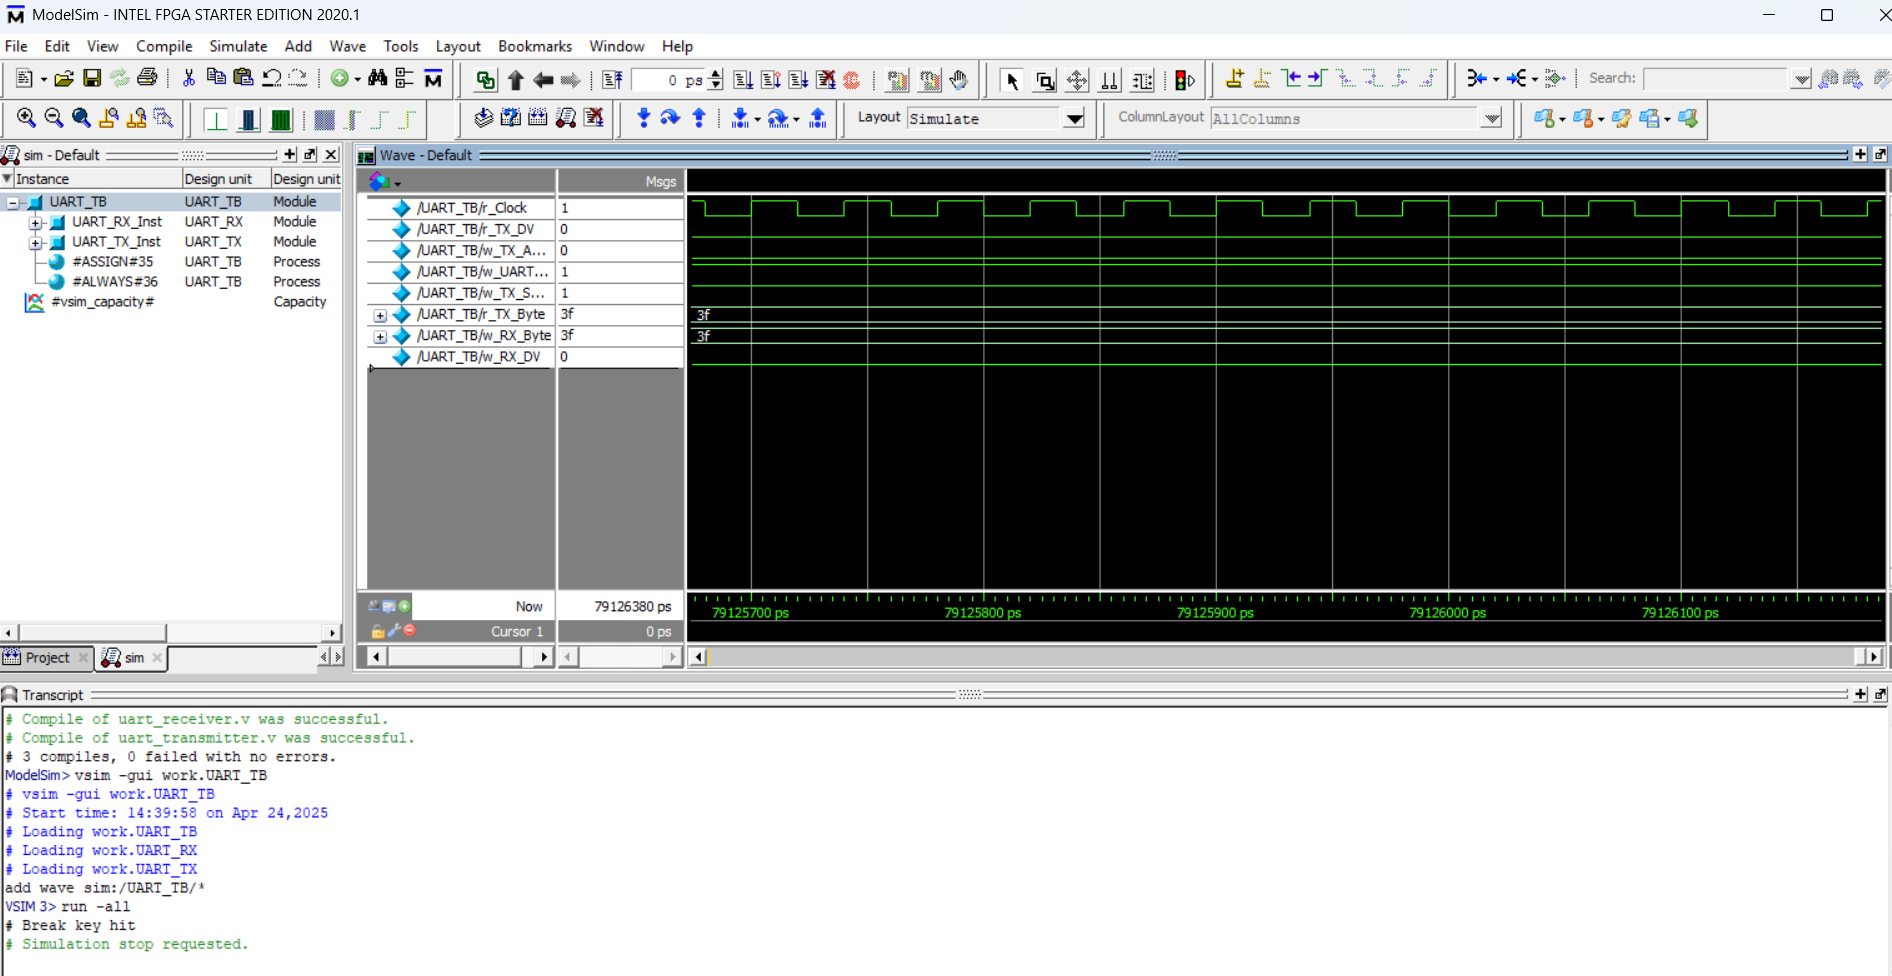 ModelSim - INTEL FPGA STARTER EDITION 2020.1
File Edit View Compile Simulate Add Wave Tools Layout Bookmarks Window Help
0 ps
Search:
Layout Simulate
ColumnLayout AllColumns
sim - Default
Instance Design unit Design unit
UART_TB UART_TB Module
UART_RX_Inst UART_RX Module
UART_TX_Inst UART_TX Module
#ASSIGN#35 UART_TB Process
#ALWAYS#36 UART_TB Process
#vsim_capacity# Capacity
Project
sim
Wave - Default
Msgs
/UART_TB/r_Clock 1
/UART_TB/r_TX_DV 0
/UART_TB/w_TX_A... 0
/UART_TB/w_UART... 1
/UART_TB/w_TX_S... 1
/UART_TB/r_TX_Byte 3f 3f
/UART_TB/w_RX_Byte 3f 3f
/UART_TB/w_RX_DV 0
Now 79126380 ps
79125700 ps 79125800 ps 79125900 ps 79126000 ps 79126100 ps
Cursor 1 0 ps
Transcript
# Compile of uart_receiver.v was successful.
# Compile of uart_transmitter.v was successful.
# 3 compiles, 0 failed with no errors.
ModelSim> vsim -gui work.UART_TB
# vsim -gui work.UART_TB
# Start time: 14:39:58 on Apr 24,2025
# Loading work.UART_TB
# Loading work.UART_RX
# Loading work.UART_TX
add wave sim:/UART_TB/*
VSIM 3> run -all
# Break key hit
# Simulation stop requested.